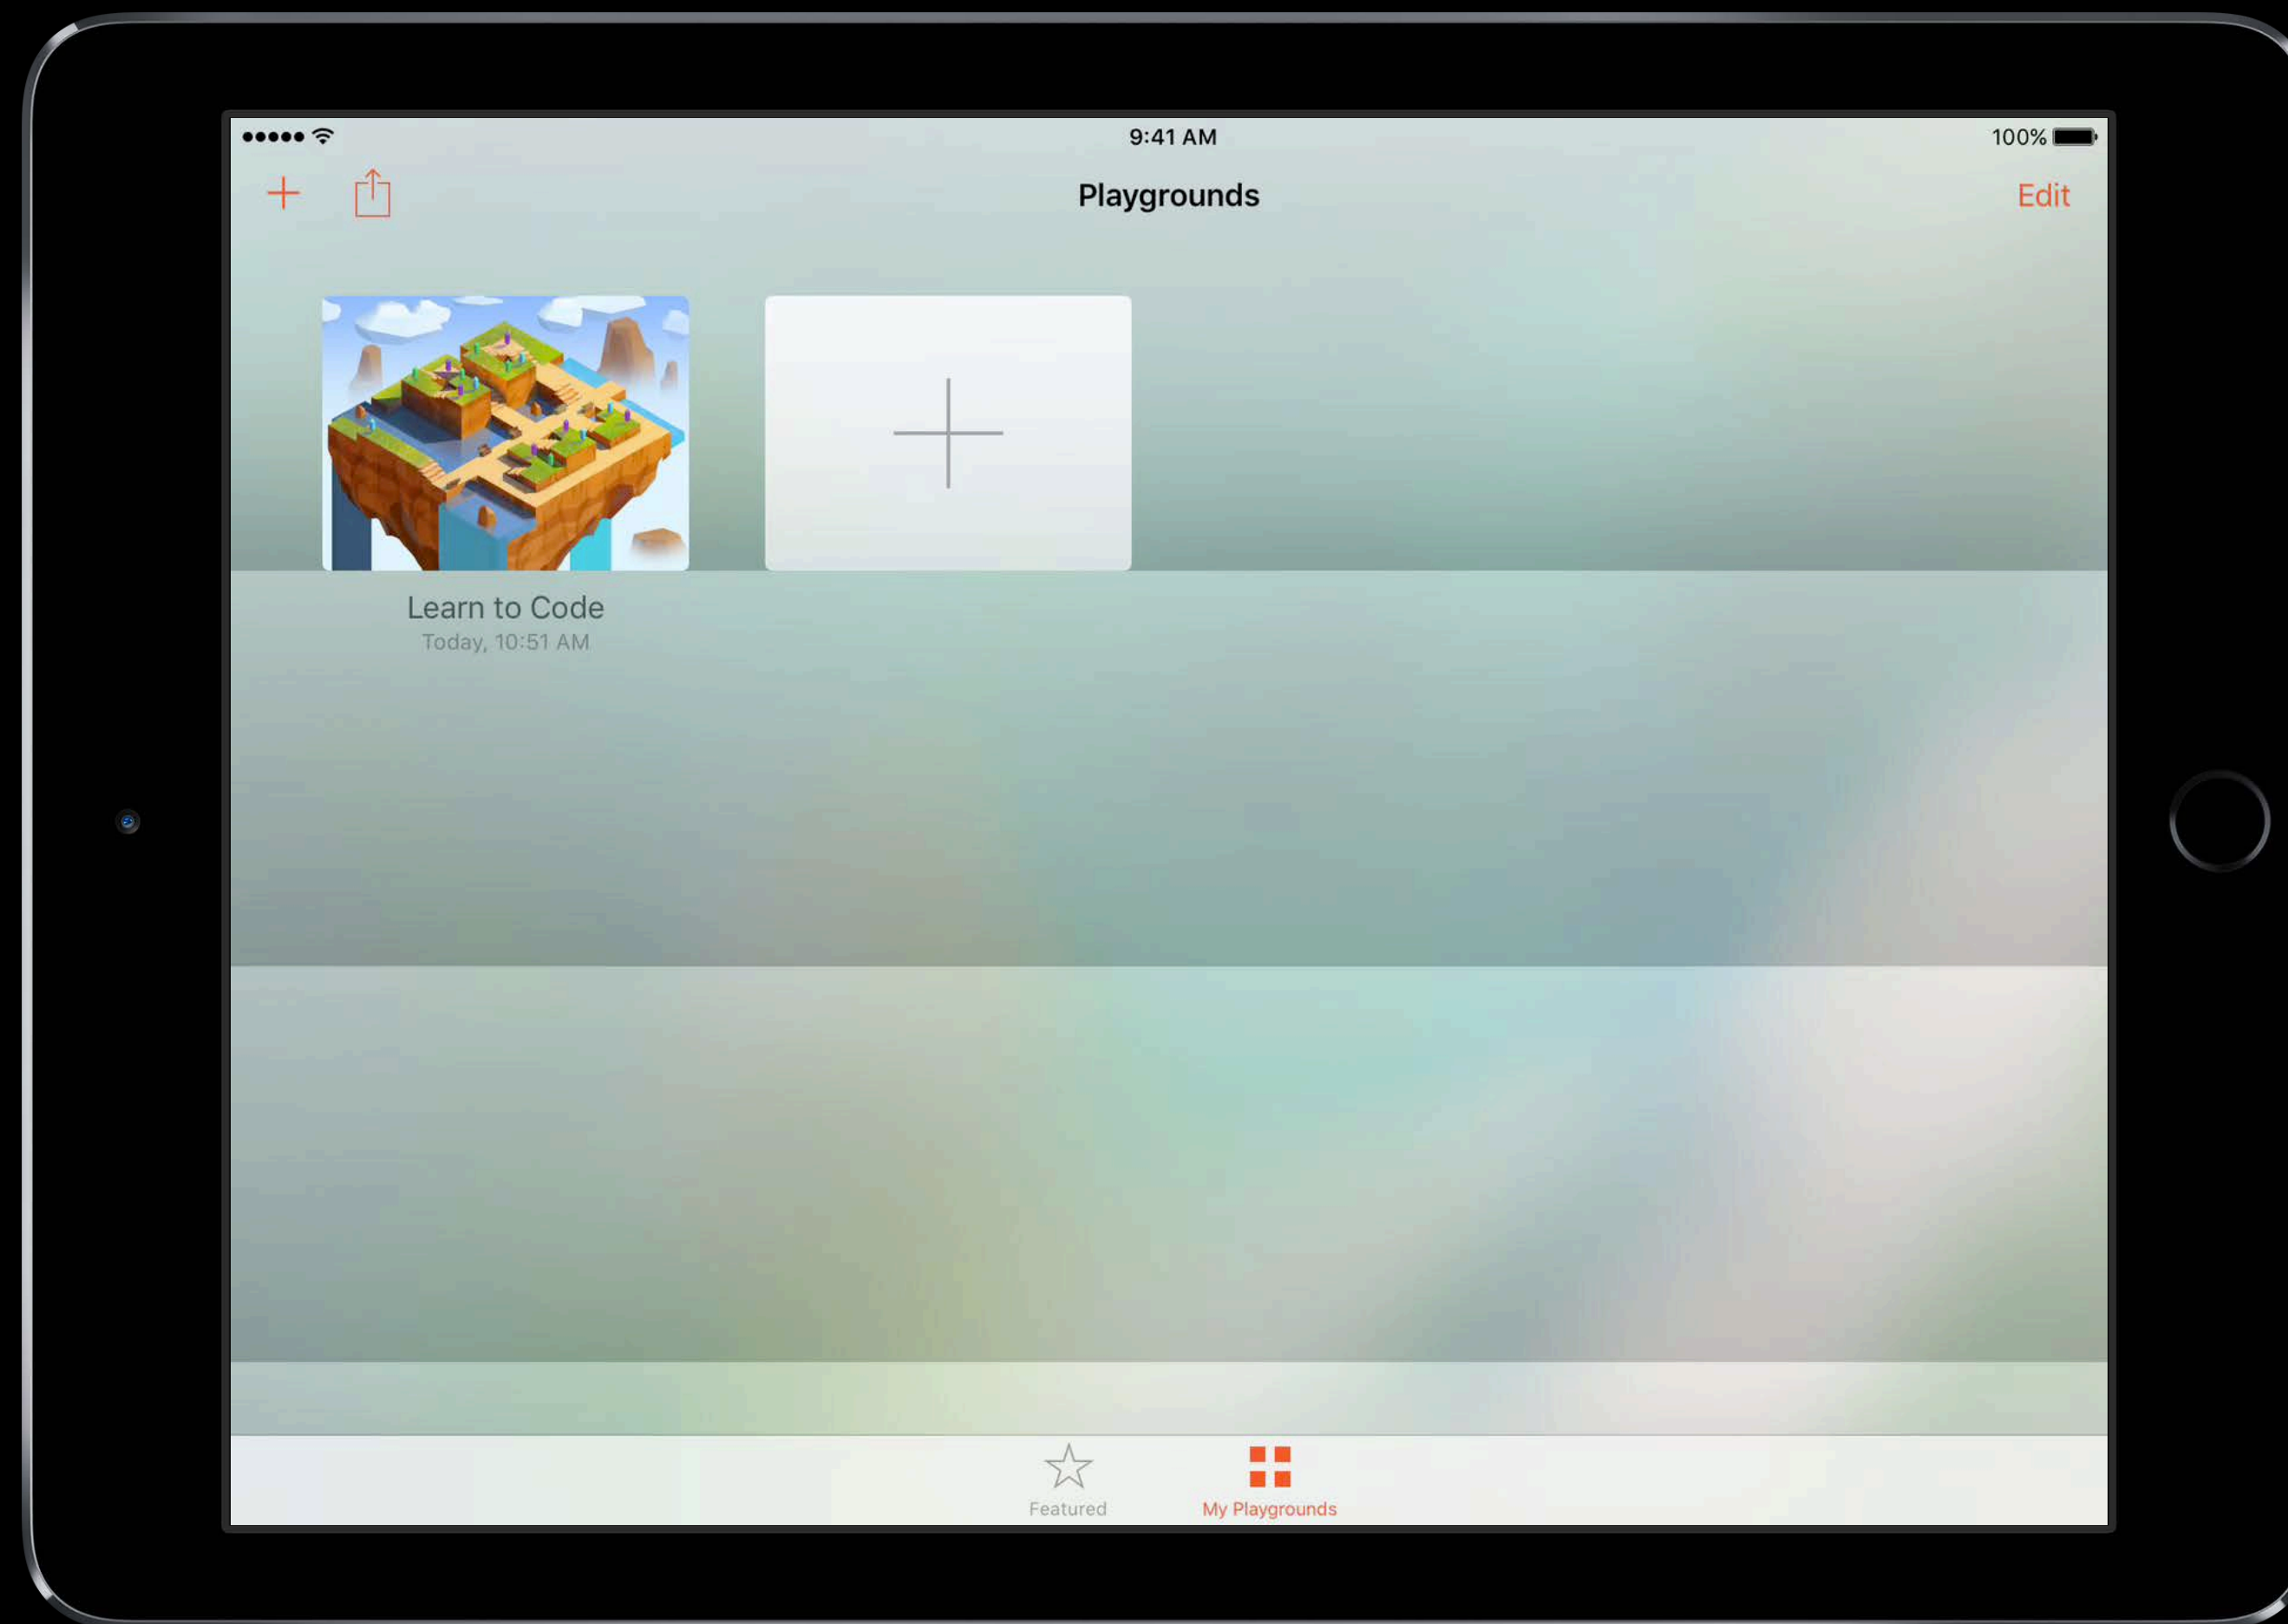 9:41 AM
100%
Playgrounds
Edit
Learn to Code
Today, 10:51 AM
Featured
My Playgrounds